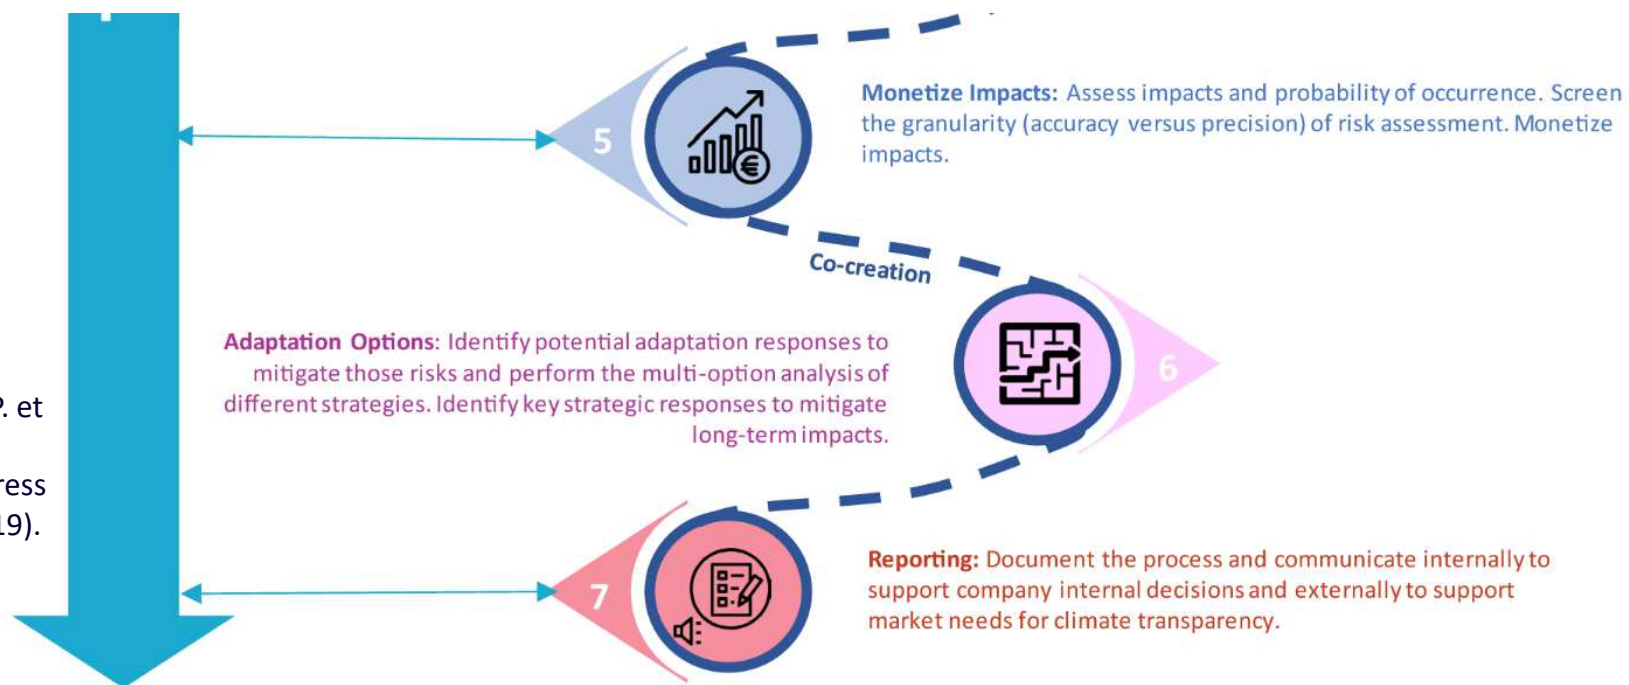 Monetize Impacts: Assess impacts and probability of occurrence. Screen
the granularity (accuracy versus precision) of risk assessment. Monetize
impacts.
5
€
Co-creation
Adaptation Options: Identify potential adaptation responses to
mitigate those risks and perform the multi-option analysis of
different strategies. Identify key strategic responses to mitigate
long-term impacts.
6
P. et
ress
19).
Reporting: Document the process and communicate internally to
support company internal decisions and externally to support
market needs for climate transparency.
7